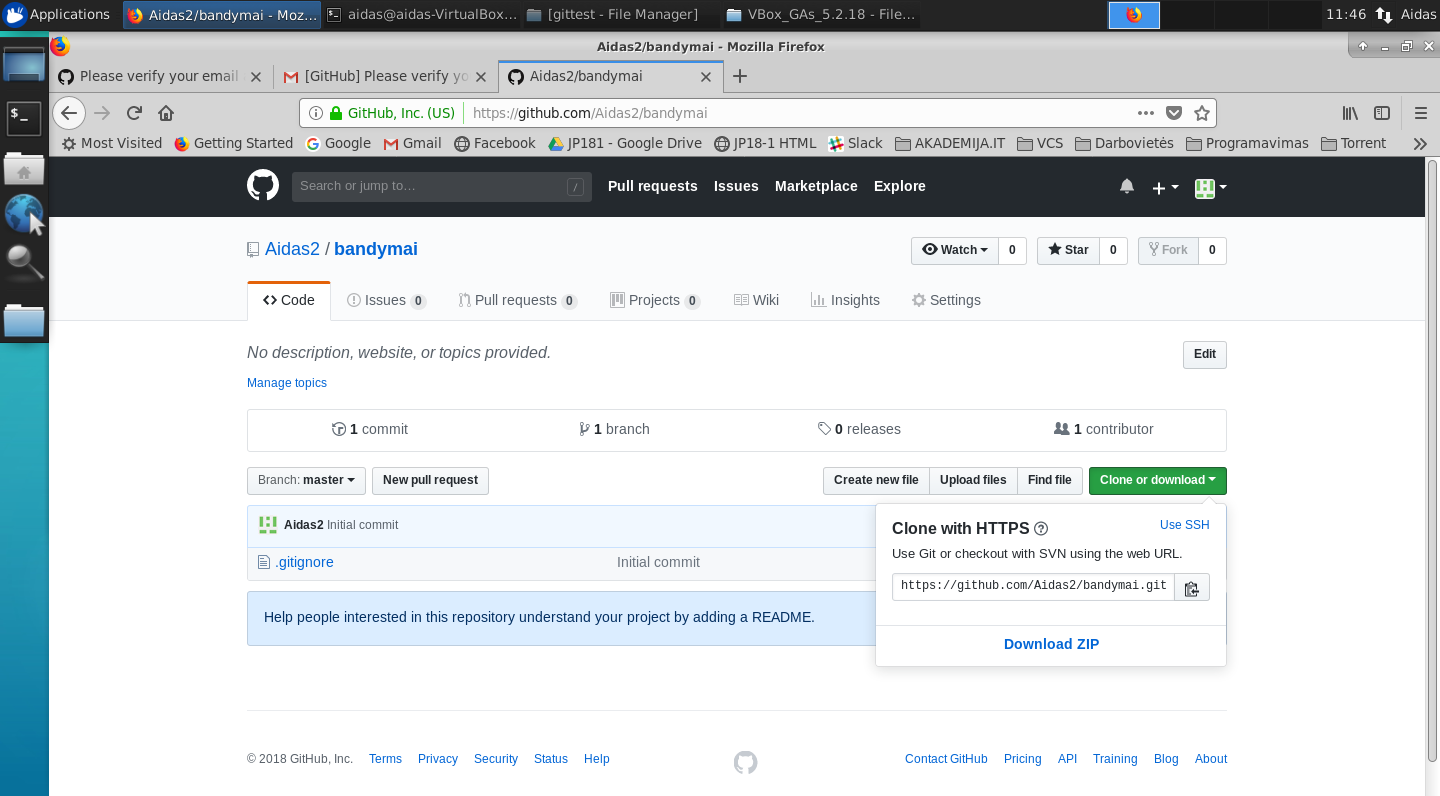 Applications Aidas2/bandymai - Moz... aidas@aidas-VirtualBox... [gittest - File Manager] VBox_GAs_5.2.18 - File... 11:46 Aidas
Aidas2/bandymai - Mozilla Firefox
Please verify your email [GitHub] Please verify yo Aidas2/bandymai
GitHub, Inc. (US) https://github.com/Aidas2/bandymai
Most Visited Getting Started Google Gmail Facebook JP181 - Google Drive JP18-1 HTML Slack AKADEMIJA.IT VCS Darbovietės Programavimas Torrent
Search or jump to... / Pull requests Issues Marketplace Explore
Aidas2 / bandymai Watch 0 Star 0 Fork 0
Code Issues 0 Pull requests 0 Projects 0 Wiki Insights Settings
No description, website, or topics provided. Edit
Manage topics
1 commit 1 branch 0 releases 1 contributor
Branch: master New pull request Create new file Upload files Find file Clone or download
Aidas2 Initial commit
.gitignore Initial commit
Clone with HTTPS Use SSH
Use Git or checkout with SVN using the web URL.
https://github.com/Aidas2/bandymai.git
Download ZIP
Help people interested in this repository understand your project by adding a README.
© 2018 GitHub, Inc. Terms Privacy Security Status Help Contact GitHub Pricing API Training Blog About